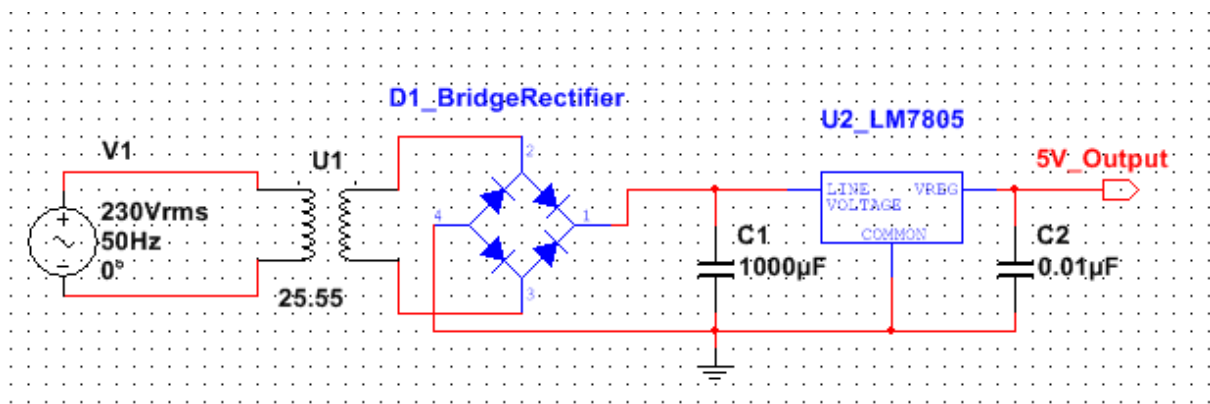 D1_BridgeRectifier
U2_LM7805
V1
U1
2
5V_Output
230Vrms
50Hz
0°
4
1
LINE
VOLTAGE
VREG
COMMON
C1
1000µF
C2
0.01µF
25.55
3